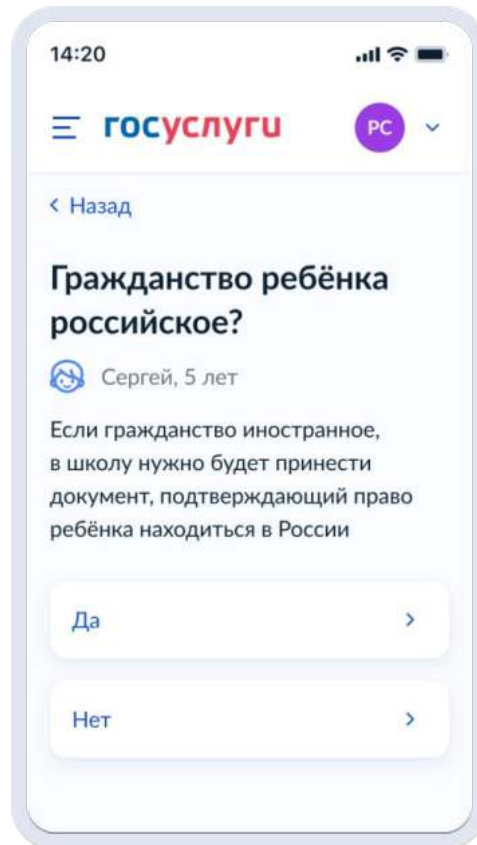 14:20
госуслуги
РС
Назад
Гражданство ребёнка
российское?
Сергей, 5 лет
Если гражданство иностранное,
в школу нужно будет принести
документ, подтверждающий право
ребёнка находиться в России
Да
Нет